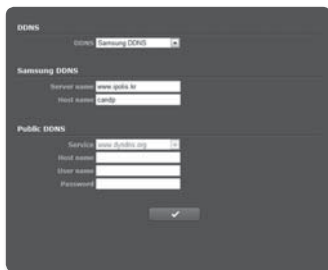 DDNS
DDNS Samsung DDNS
Samsung DDNS
Server name www.ipolis.kr
Host name candp
Public DDNS
Service www.dyndns.org
Host name
User name
Password